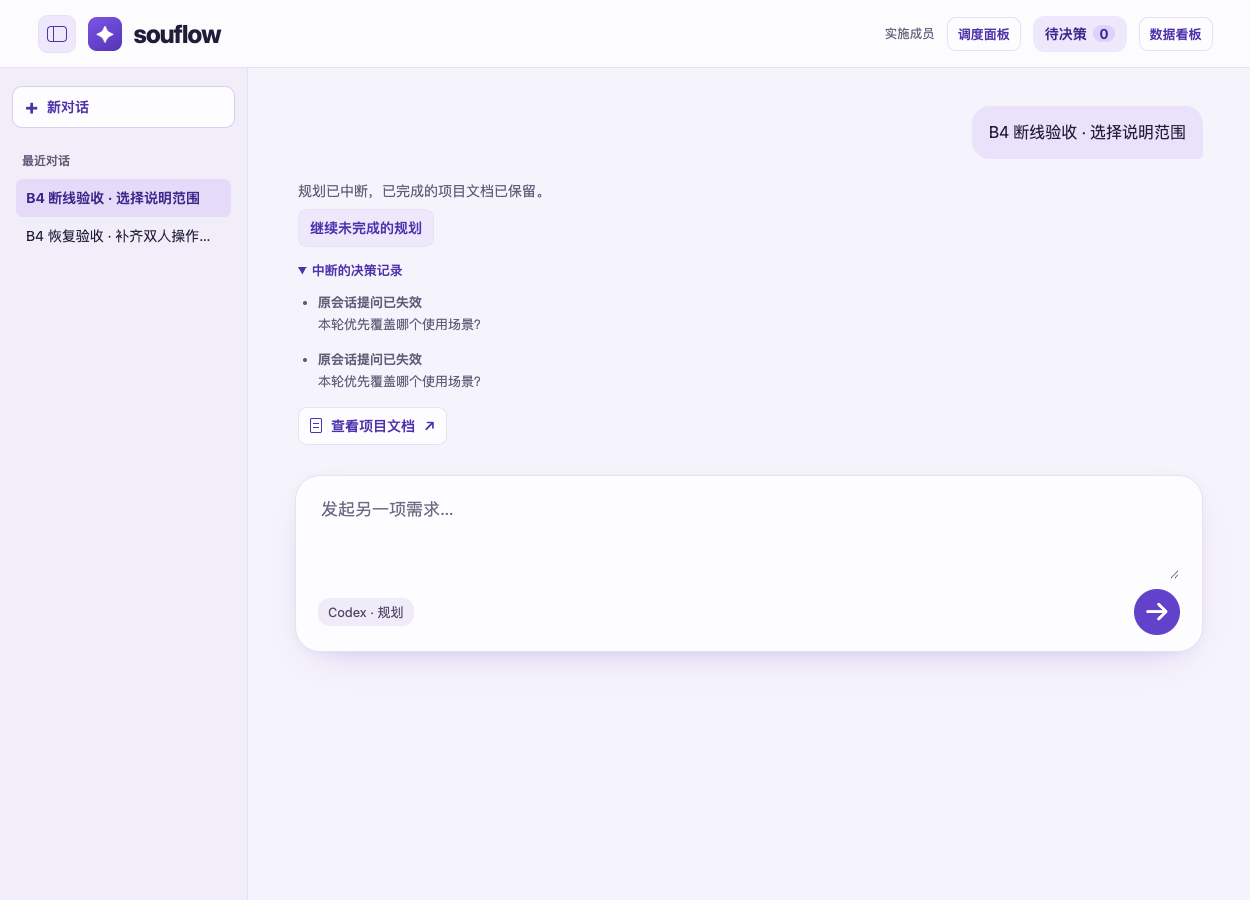 souflow
实施成员
调度面板
待决策 0
数据看板
新对话
最近对话
B4 断线验收 · 选择说明范围
B4 恢复验收 · 补齐双人操作...
B4 断线验收 · 选择说明范围
规划已中断，已完成的项目文档已保留。
继续未完成的规划
中断的决策记录
原会话提问已失效
本轮优先覆盖哪个使用场景?
原会话提问已失效
本轮优先覆盖哪个使用场景?
查看项目文档
发起另一项需求...
Codex · 规划